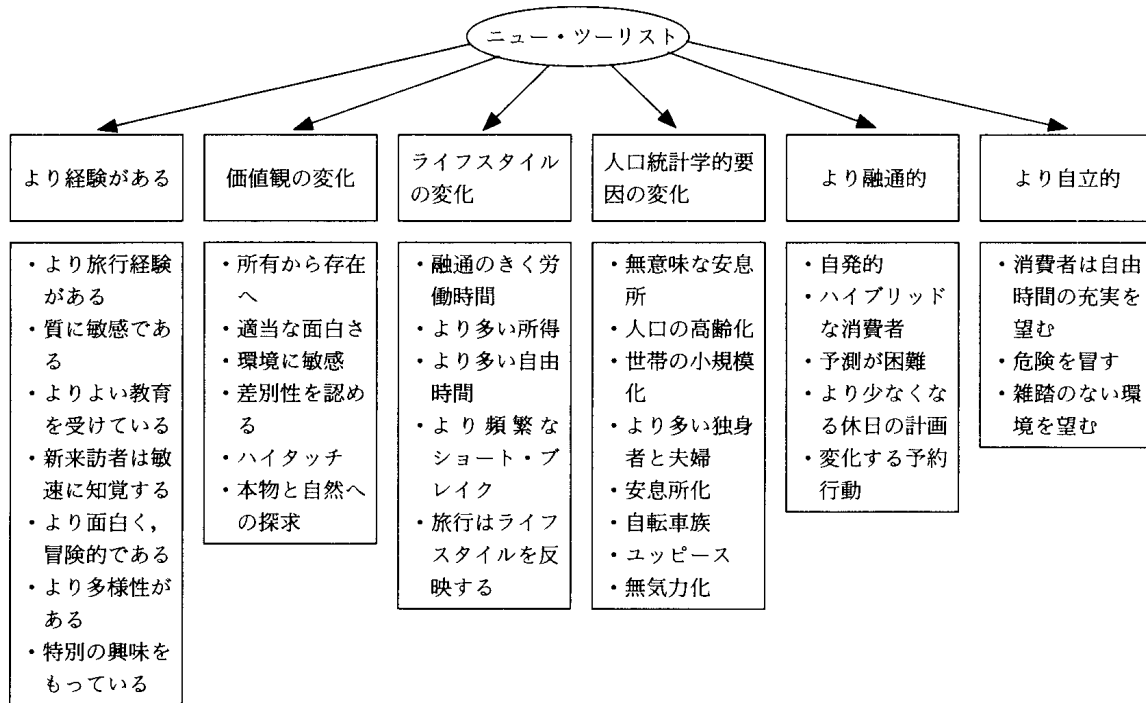 ニュー・ツーリスト
より経験がある
・より旅行経験
がある
・質に敏感であ
る
・よりよい教育
を受けている
・新来訪者は敏
速に知覚する
・より面白く，
冒険的である
・より多様性が
ある
・特別の興味を
もっている
価値観の変化
・所有から存在
へ
・適当な面白さ
・環境に敏感
・差別性を認め
る
・ハイタッチ
・本物と自然へ
の探求
ライフスタイル
の変化
・融通のきく労
働時間
・より多い所得
・より多い自由
時間
・より頻繁な
ショート・ブ
レイク
・旅行はライフ
スタイルを反
映する
人口統計学的要
因の変化
・無意味な安息
所
・人口の高齢化
・世帯の小規模
化
・より多い独身
者と夫婦
・安息所化
・自転車族
・ユッピース
・無気力化
より融通的
・自発的
・ハイブリッド
な消費者
・予測が困難
・より少なくな
る休日の計画
・変化する予約
行動
より自立的
・消費者は自由
時間の充実を
望む
・危険を冒す
・雑踏のない環
境を望む